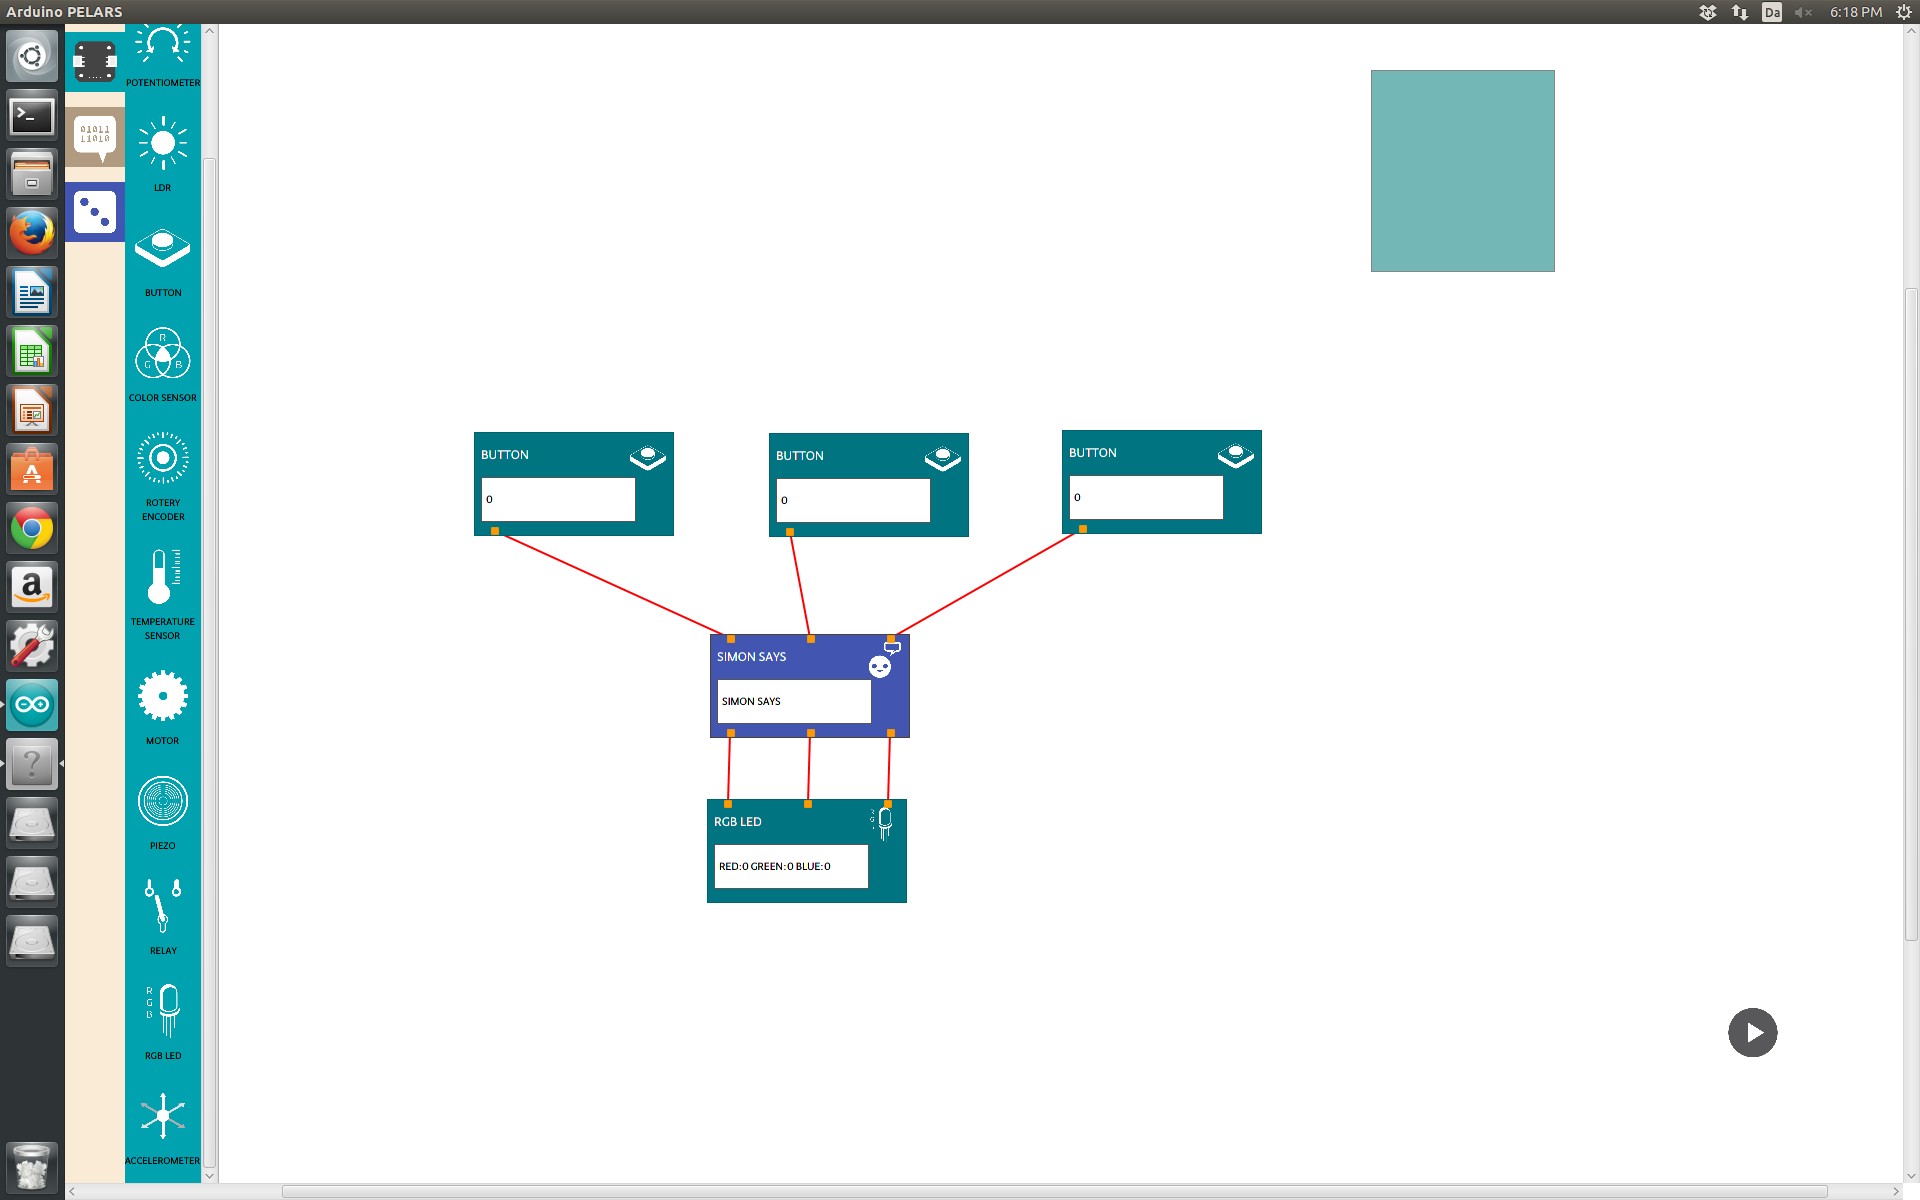 Arduino PELARS
Da
6:18 PM
01011
11010
POTENTIOMETER
LDR
BUTTON
R
G B
COLOR SENSOR
ROTERY
ENCODER
TEMPERATURE
SENSOR
MOTOR
PIEZO
RELAY
R
G
B
RGB LED
ACCELEROMETER
BUTTON
0
BUTTON
0
BUTTON
0
SIMON SAYS
SIMON SAYS
RGB LED
RED:0 GREEN:0 BLUE:0
>_
A
a
?